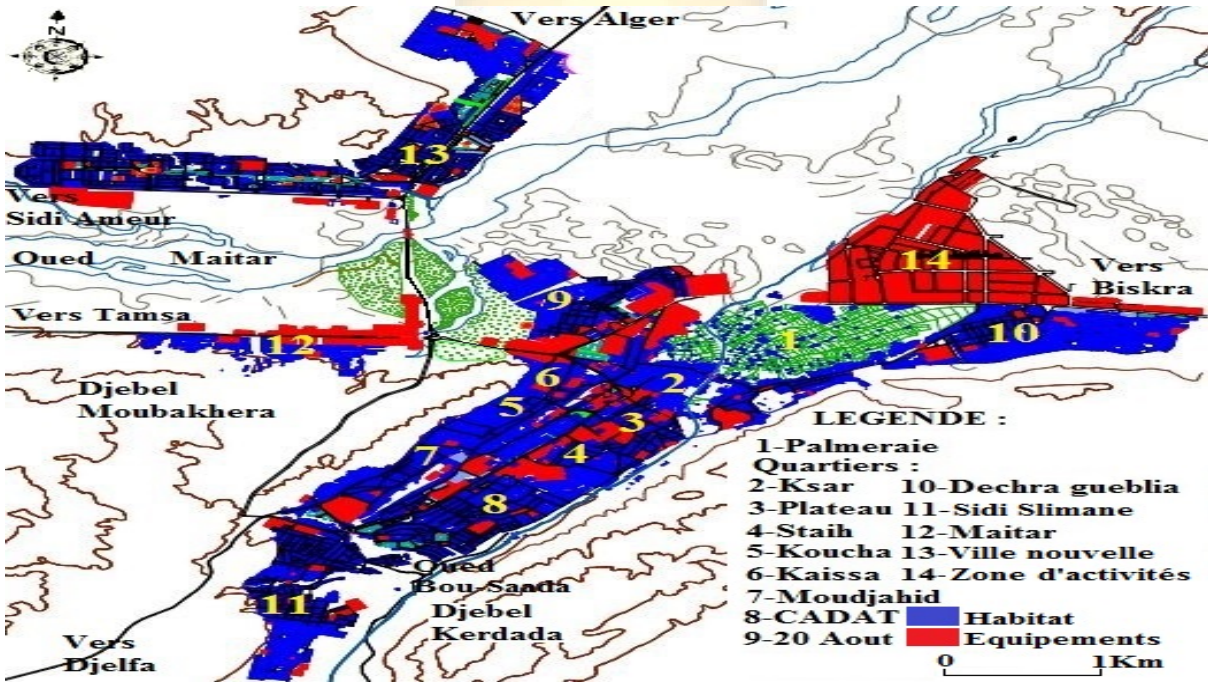 Vers Alger
N
13
Vers
Sidi Ameur
Oued Maitar
14
Vers
Biskra
9
Vers Tamsa
1
10
12
6
2
Djebel
Moubakhera
5
3
4
7
8
LEGENDE :
1-Palmeraie
Quartiers :
2-Ksar 10-Dechra gueblia
3-Plateau 11-Sidi Slimane
4-Staih 12-Maitar
5-Koucha 13-Ville nouvelle
6-Kaissa 14-Zone d'activités
7-Moudjahid
8-CADAT Habitat
9-20 Aout Equipements
0 1Km
Oued
Bou-Sanda
Djebel
Kerdada
11
Vers
Djelfa